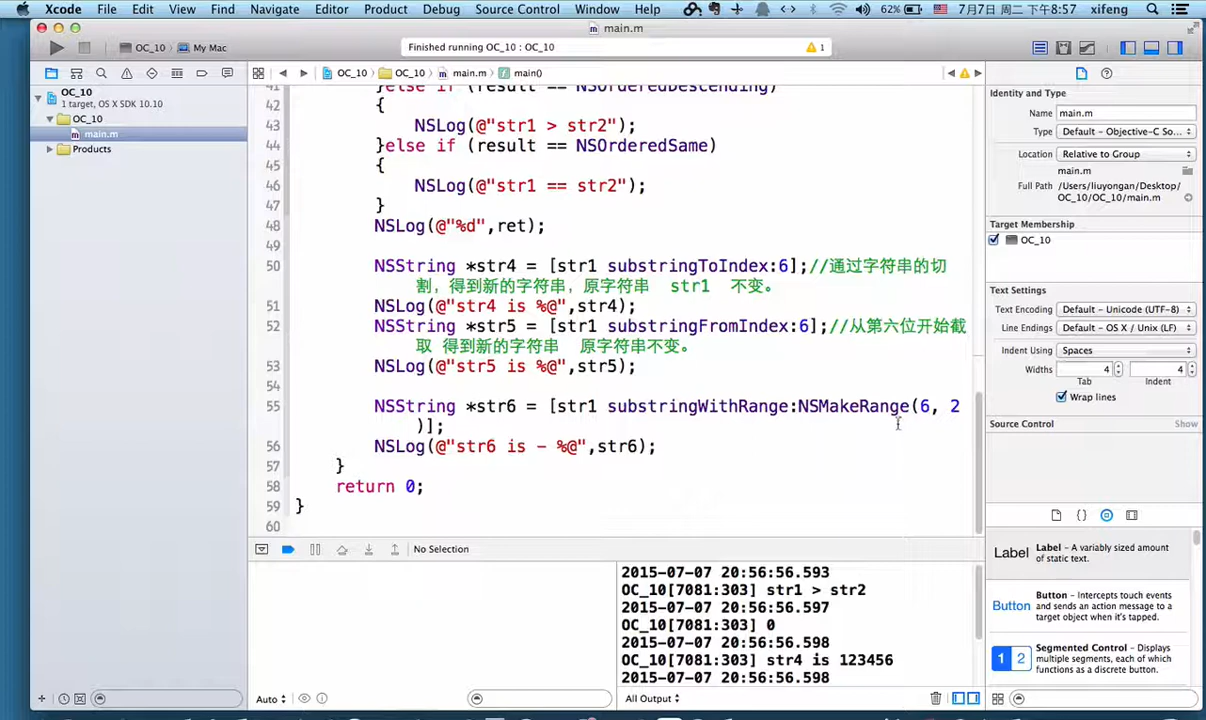 Xcode File Edit View Find Navigate Editor Product Debug Source Control Window Help 62% 7月7日 周二 下午8:57 xifeng
main.m
OC_10 My Mac
Finished running OC_10 : OC_10 1
OC_10 OC_10 main.m main()
OC_10
1 target, OS X SDK 10.10
OC_10
main.m
Products
41 }else if (result == NSOrderedDescending)
42 {
43 NSLog(@"str1 > str2");
44 }else if (result == NSOrderedSame)
45 {
46 NSLog(@"str1 == str2");
47 }
48 NSLog(@"%d",ret);
49
50 NSString *str4 = [str1 substringToIndex:6];//通过字符串的切
割，得到新的字符串，原字符串 str1 不变。
51 NSLog(@"str4 is %@",str4);
52 NSString *str5 = [str1 substringFromIndex:6];//从第六位开始截
取 得到新的字符串 原字符串不变。
53 NSLog(@"str5 is %@",str5);
54
55 NSString *str6 = [str1 substringWithRange:NSMakeRange(6, 2
)];
56 NSLog(@"str6 is - %@",str6);
57 }
58 return 0;
59 }
60
No Selection
2015-07-07 20:56:56.593
OC_10[7081:303] str1 > str2
2015-07-07 20:56:56.597
OC_10[7081:303] 0
2015-07-07 20:56:56.598
OC_10[7081:303] str4 is 123456
2015-07-07 20:56:56.598
Auto
All Output
Identity and Type
Name main.m
Type Default - Objective-C So...
Location Relative to Group
main.m
Full Path /Users/liuyongan/Desktop/
OC_10/OC_10/main.m
Target Membership
OC_10
Text Settings
Text Encoding Default - Unicode (UTF-8)
Line Endings Default - OS X / Unix (LF)
Indent Using Spaces
Widths 4 4
Tab Indent
Wrap lines
Source Control Show
Label Label - A variably sized amount
of static text.
Button Button - Intercepts touch events
and sends an action message to a
target object when it's tapped.
1 2 Segmented Control - Displays
multiple segments, each of which
functions as a discrete button.